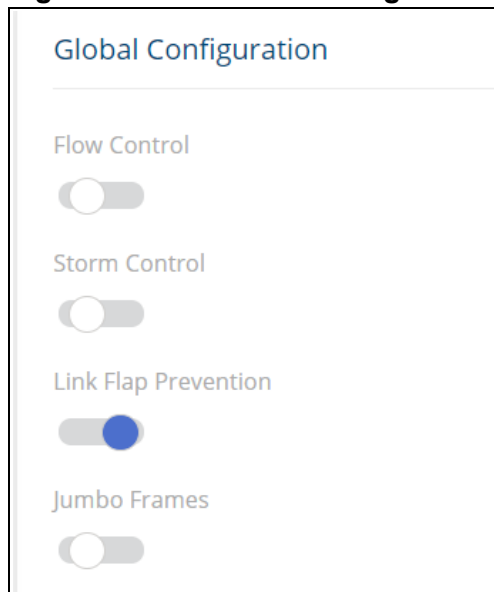 Global Configuration
Flow Control
Storm Control
Link Flap Prevention
Jumbo Frames